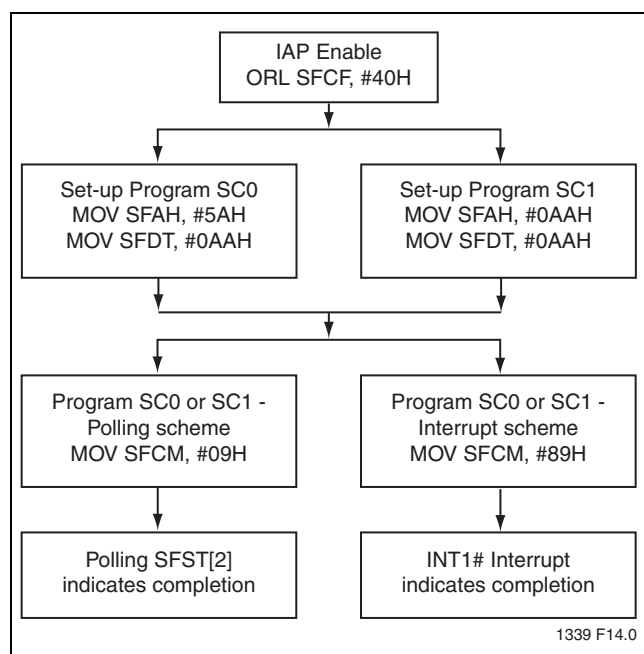 IAP Enable
ORL SFCF, #40H
Set-up Program SC0
MOV SFAH, #5AH
MOV SFDT, #0AAH
Set-up Program SC1
MOV SFAH, #0AAH
MOV SFDT, #0AAH
Program SC0 or SC1 -
Polling scheme
MOV SFCM, #09H
Program SC0 or SC1 -
Interrupt scheme
MOV SFCM, #89H
Polling SFST[2]
indicates completion
INT1# Interrupt
indicates completion
1339 F14.0